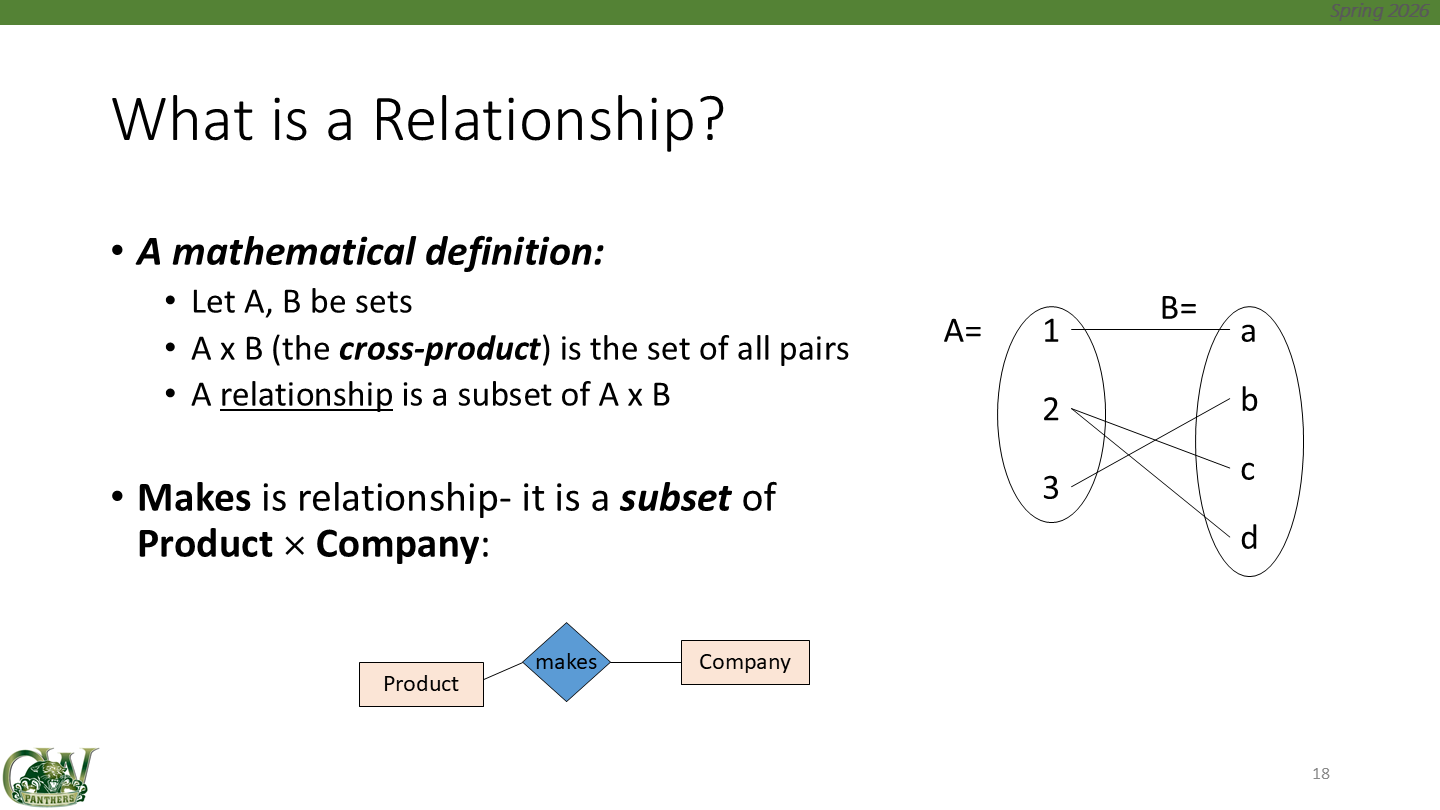 Spring 2026
What is a Relationship?
• A mathematical definition:
• Let A, B be sets
• A x B (the cross-product) is the set of all pairs
• A relationship is a subset of A x B
• Makes is relationship- it is a subset of
Product × Company:
A=
B=
1
a
2
b
3
c
d
Product
makes
Company
OW
PANTHERS
18